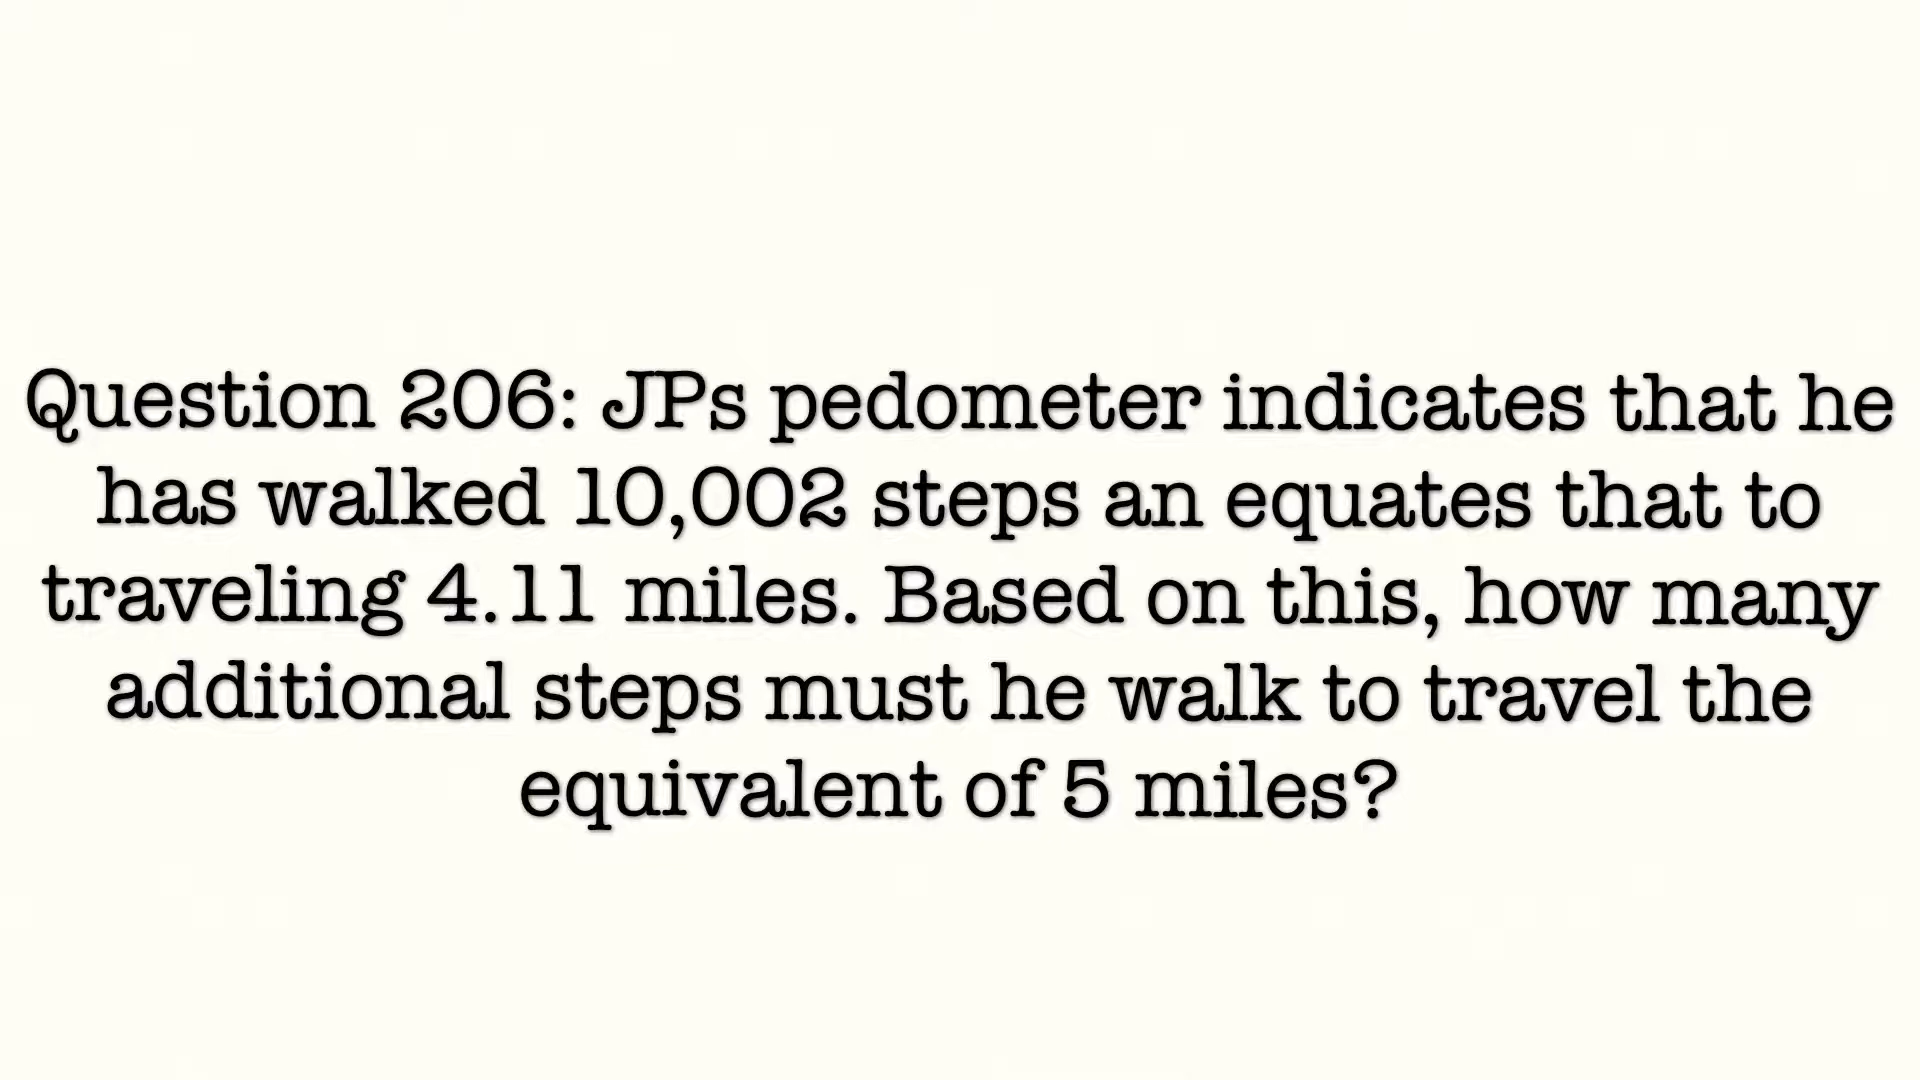 Question 206: JPs pedometer indicates that he
has walked 10,002 steps an equates that to
traveling 4.11 miles. Based on this, how many
additional steps must he walk to travel the
equivalent of 5 miles?